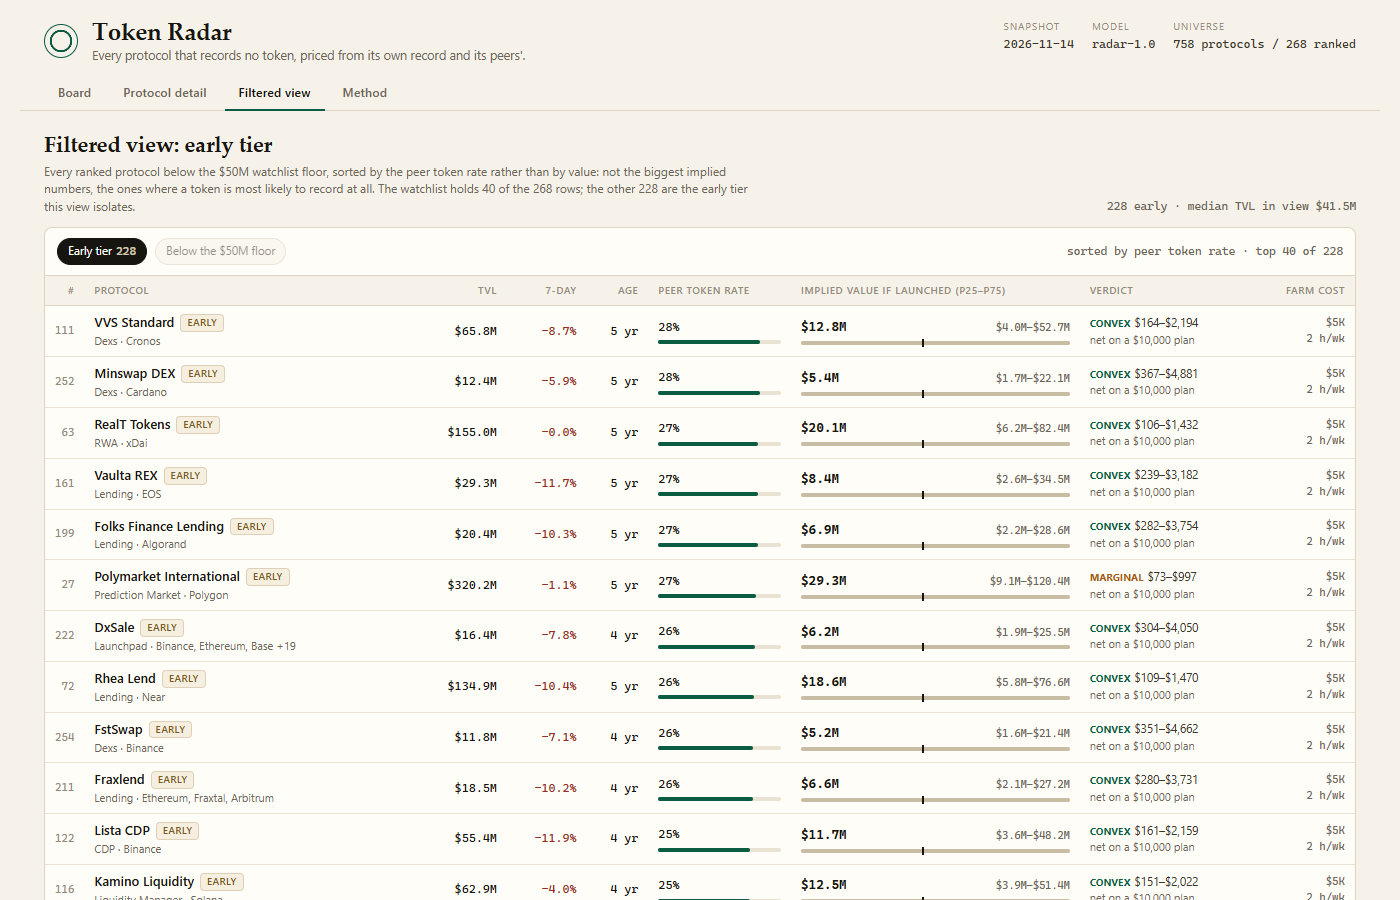 Token Radar
Every protocol that records no token, priced from its own record and its peers'.
SNAPSHOT
2026-11-14
MODEL
radar-1.0
UNIVERSE
758 protocols / 268 ranked
Board
Protocol detail
Filtered view
Method
Filtered view: early tier
Every ranked protocol below the $50M watchlist floor, sorted by the peer token rate rather than by value: not the biggest implied
numbers, the ones where a token is most likely to record at all. The watchlist holds 40 of the 268 rows; the other 228 are the early tier
this view isolates.
228 early · median TVL in view $41.5M
Early tier 228
Below the $50M floor
sorted by peer token rate · top 40 of 228
# PROTOCOL TVL 7-DAY AGE PEER TOKEN RATE IMPLIED VALUE IF LAUNCHED (P25–P75) VERDICT FARM COST
111 VVS Standard EARLY $65.8M −8.7% 5 yr 28% $12.8M $4.0M–$52.7M CONVEX $164–$2,194 $5K
Dexs · Cronos net on a $10,000 plan 2 h/wk
252 Minswap DEX EARLY $12.4M −5.9% 5 yr 28% $5.4M $1.7M–$22.1M CONVEX $367–$4,881 $5K
Dexs · Cardano net on a $10,000 plan 2 h/wk
63 RealT Tokens EARLY $155.0M −0.0% 5 yr 27% $20.1M $6.2M–$82.4M CONVEX $106–$1,432 $5K
RWA · xDai net on a $10,000 plan 2 h/wk
161 Vaulta REX EARLY $29.3M −11.7% 5 yr 27% $8.4M $2.6M–$34.5M CONVEX $239–$3,182 $5K
Lending · EOS net on a $10,000 plan 2 h/wk
199 Folks Finance Lending EARLY $20.4M −10.3% 5 yr 27% $6.9M $2.2M–$28.6M CONVEX $282–$3,754 $5K
Lending · Algorand net on a $10,000 plan 2 h/wk
27 Polymarket International EARLY $320.2M −1.1% 5 yr 27% $29.3M $9.1M–$120.4M MARGINAL $73–$997 $5K
Prediction Market · Polygon net on a $10,000 plan 2 h/wk
222 DxSale EARLY $16.4M −7.8% 4 yr 26% $6.2M $1.9M–$25.5M CONVEX $304–$4,050 $5K
Launchpad · Binance, Ethereum, Base +19 net on a $10,000 plan 2 h/wk
72 Rhea Lend EARLY $134.9M −10.4% 5 yr 26% $18.6M $5.8M–$76.6M CONVEX $109–$1,470 $5K
Lending · Near net on a $10,000 plan 2 h/wk
254 FstSwap EARLY $11.8M −7.1% 4 yr 26% $5.2M $1.6M–$21.4M CONVEX $351–$4,662 $5K
Dexs · Binance net on a $10,000 plan 2 h/wk
211 Fraxlend EARLY $18.5M −10.2% 4 yr 26% $6.6M $2.1M–$27.2M CONVEX $280–$3,731 $5K
Lending · Ethereum, Fraxtal, Arbitrum net on a $10,000 plan 2 h/wk
122 Lista CDP EARLY $55.4M −11.9% 4 yr 25% $11.7M $3.6M–$48.2M CONVEX $161–$2,159 $5K
CDP · Binance net on a $10,000 plan 2 h/wk
116 Kamino Liquidity EARLY $62.9M −4.0% 4 yr 25% $12.5M $3.9M–$51.4M CONVEX $151–$2,022 $5K
Liquidity Manager · Solana net on a $10,000 plan 2 h/wk